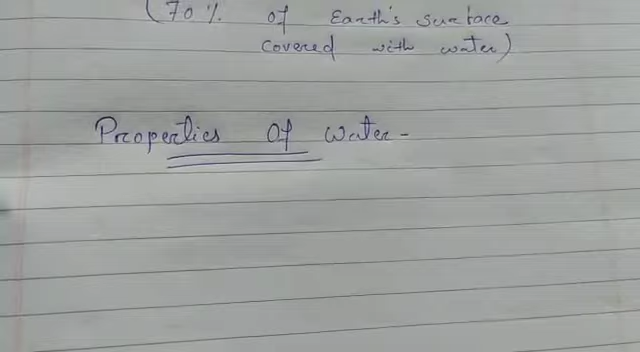 (70% of Earth's surface
covered with water)
Properties of water-